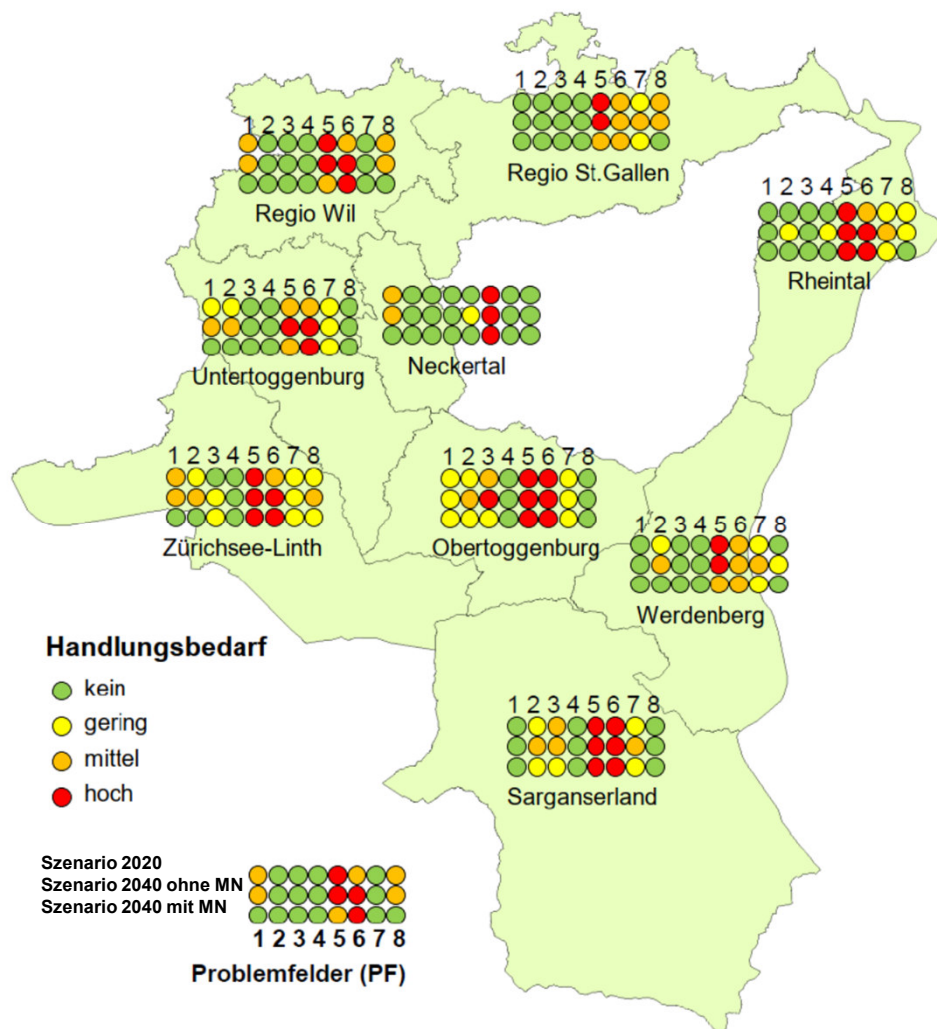 1 2 3 4 5 6 7 8
Regio St.Gallen
1 2 3 4 5 6 7 8
Regio Wil
1 2 3 4 5 6 7 8
Rheintal
1 2 3 4 5 6 7 8
Untertoggenburg
Neckertal
1 2 3 4 5 6 7 8
Zürichsee-Linth
1 2 3 4 5 6 7 8
Obertoggenburg
1 2 3 4 5 6 7 8
Werdenberg
Handlungsbedarf
kein
gering
mittel
hoch
1 2 3 4 5 6 7 8
Sarganserland
Szenario 2020
Szenario 2040 ohne MN
Szenario 2040 mit MN
1 2 3 4 5 6 7 8
Problemfelder (PF)